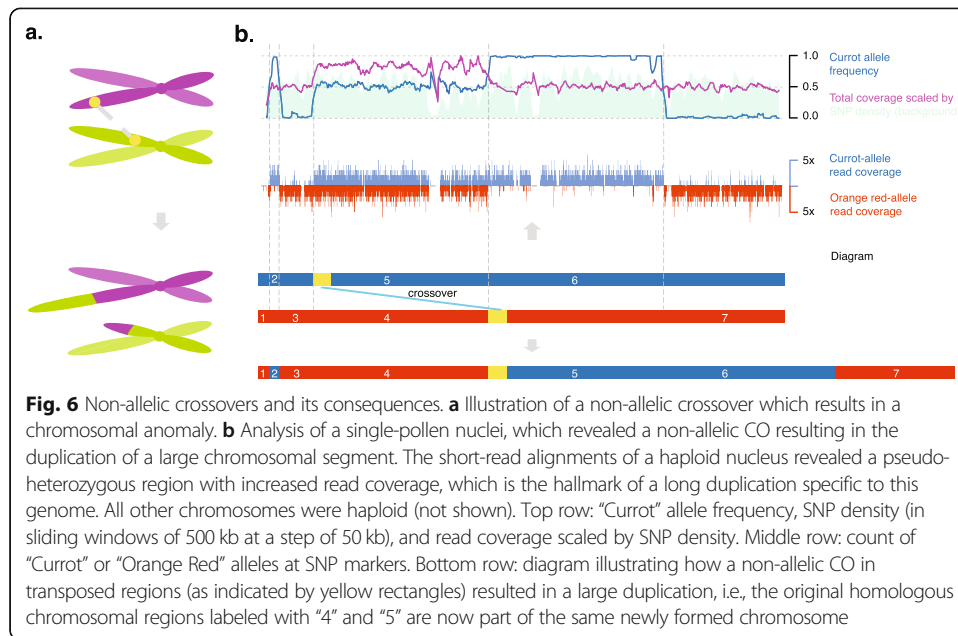 a.
b.
1.0
0.5
0.0
Currot allele
frequency
Total coverage scaled by
SNP density (background)
5x
5x
Currot-allele
read coverage
Orange red-allele
read coverage
Diagram
2 5 6
crossover
1 3 4 7
1 2 3 4 5 6 7
Fig. 6 Non-allelic crossovers and its consequences. a Illustration of a non-allelic crossover which results in a
chromosomal anomaly. b Analysis of a single-pollen nuclei, which revealed a non-allelic CO resulting in the
duplication of a large chromosomal segment. The short-read alignments of a haploid nucleus revealed a pseudo-
heterozygous region with increased read coverage, which is the hallmark of a long duplication specific to this
genome. All other chromosomes were haploid (not shown). Top row: “Currot” allele frequency, SNP density (in
sliding windows of 500 kb at a step of 50 kb), and read coverage scaled by SNP density. Middle row: count of
“Currot” or “Orange Red” alleles at SNP markers. Bottom row: diagram illustrating how a non-allelic CO in
transposed regions (as indicated by yellow rectangles) resulted in a large duplication, i.e., the original homologous
chromosomal regions labeled with “4” and “5” are now part of the same newly formed chromosome